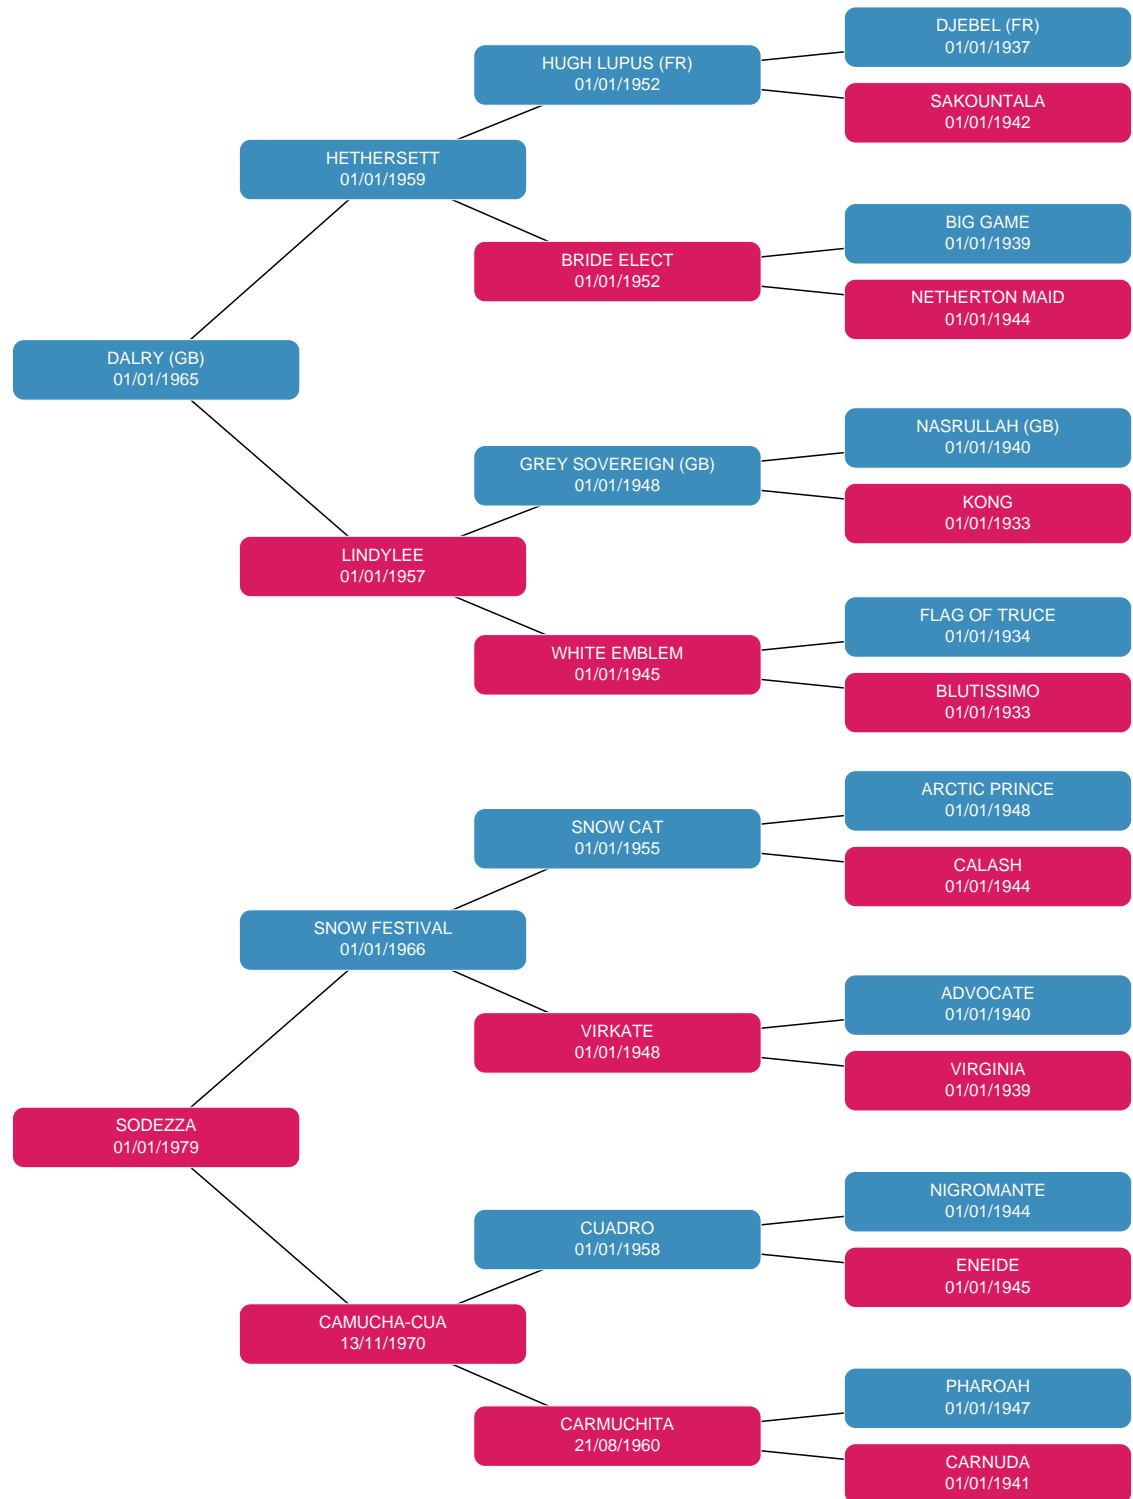 DJEBEL (FR)
01/01/1937
HUGH LUPUS (FR)
01/01/1952
SAKOUNTALA
01/01/1942
HETHERSETT
01/01/1959
BIG GAME
01/01/1939
BRIDE ELECT
01/01/1952
NETHERTON MAID
01/01/1944
DALRY (GB)
01/01/1965
NASRULLAH (GB)
01/01/1940
GREY SOVEREIGN (GB)
01/01/1948
KONG
01/01/1933
LINDYLEE
01/01/1957
FLAG OF TRUCE
01/01/1934
WHITE EMBLEM
01/01/1945
BLUTISSIMO
01/01/1933
ARCTIC PRINCE
01/01/1948
SNOW CAT
01/01/1955
CALASH
01/01/1944
SNOW FESTIVAL
01/01/1966
ADVOCATE
01/01/1940
VIRKATE
01/01/1948
VIRGINIA
01/01/1939
SODEZZA
01/01/1979
NIGROMANTE
01/01/1944
CUADRO
01/01/1958
ENEIDE
01/01/1945
CAMUCHA-CUA
13/11/1970
PHAROAH
01/01/1947
CARMUCHITA
21/08/1960
CARNUDA
01/01/1941